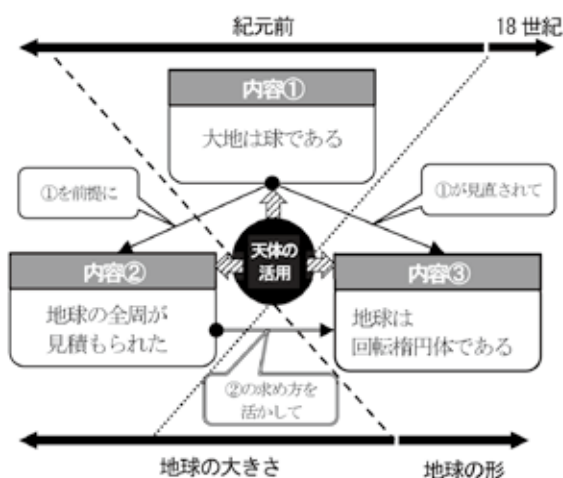 紀元前
18 世紀
内容①
大地は球である
①を前提に
①が見直されて
天体の
活用
内容②
地球の全周が
見積もられた
内容③
地球は
回転楕円体である
②の求め方を
活かして
地球の大きさ
地球の形